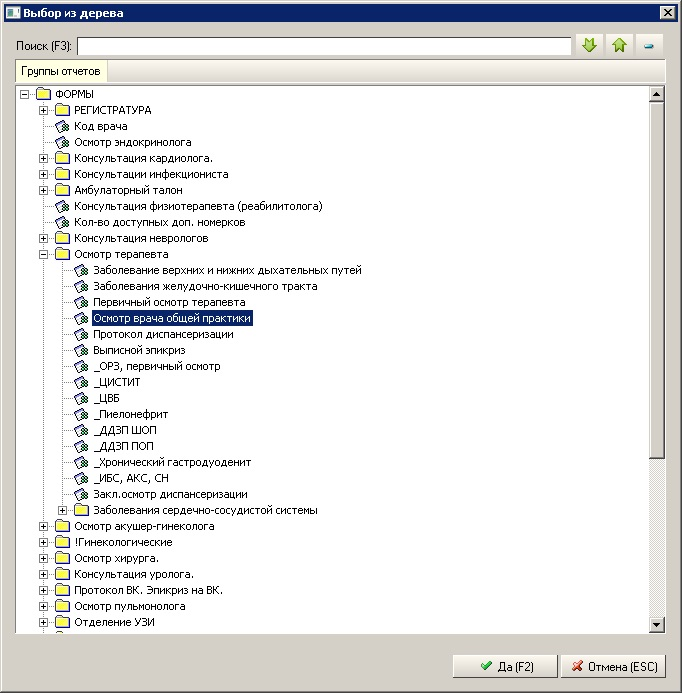 Выбор из дерева
Поиск (F3):
Группы отчетов
ФОРМЫ
РЕГИСТРАТУРА
Код врача
Осмотр эндокринолога
Консультация кардиолога.
Консультации инфекциониста
Амбулаторный талон
Консультация физиотерапевта (реабилитолога)
Кол-во доступных доп. номерков
Консультация неврологов
Осмотр терапевта
Заболевание верхних и нижних дыхательных путей
Заболевания желудочно-кишечного тракта
Первичный осмотр терапевта
Осмотр врача общей практики
Протокол диспансеризации
Выписной эпикриз
_ОРЗ, первичный осмотр
_ЦИСТИТ
_ЦВБ
_Пиелонефрит
_ДДЗП ШОП
_ДДЗП ПОП
_Хронический гастродуоденит
_ИБС, АКС, СН
Закл.осмотр диспансеризации
Заболевания сердечно-сосудистой системы
Осмотр акушер-гинеколога
!Гинекологические
Осмотр хирурга.
Консультация уролога.
Протокол ВК. Эпикриз на ВК.
Осмотр пульмонолога
Отделение УЗИ
Да (F2) Отмена (ESC)